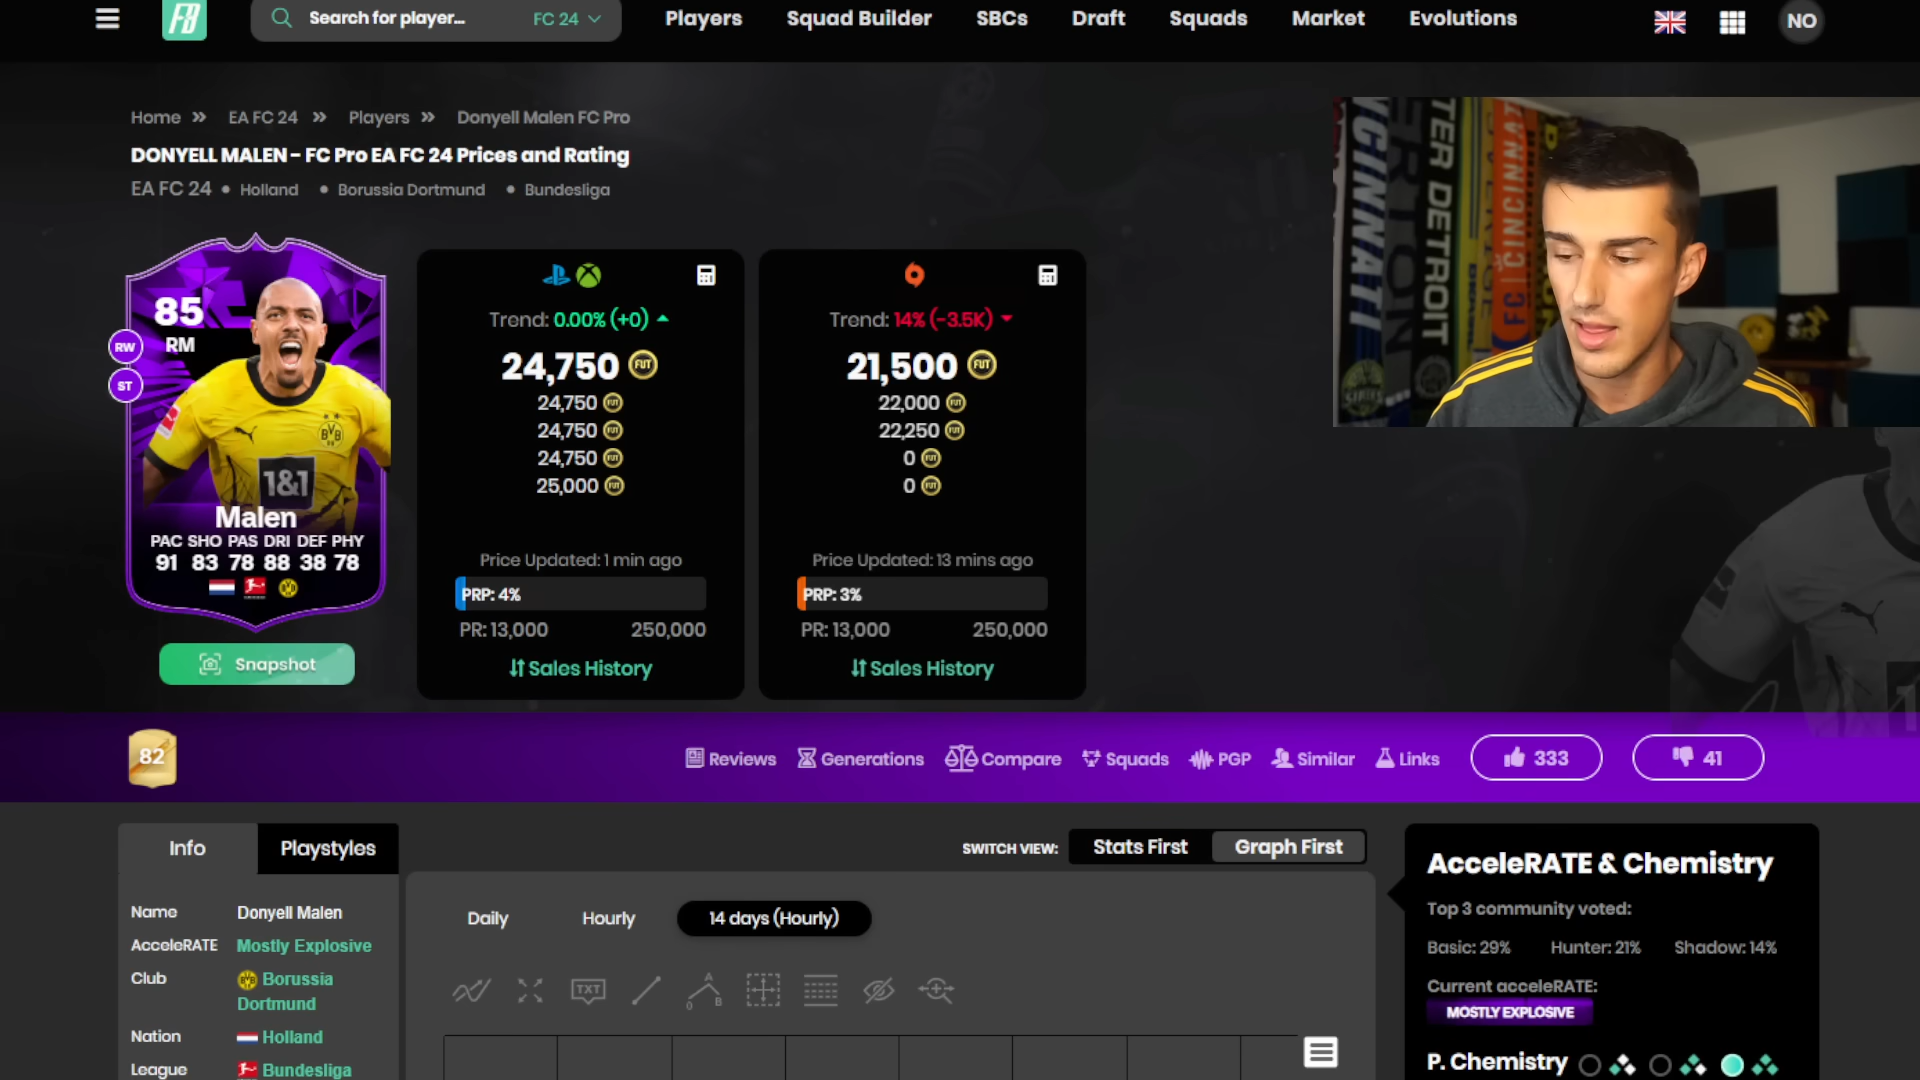 Search for player...
FC 24
Players
Squad Builder
SBCs
Draft
Squads
Market
Evolutions
NO
Home » EA FC 24 » Players » Donyell Malen FC Pro
DONYELL MALEN - FC Pro EA FC 24 Prices and Rating
EA FC 24 • Holland • Borussia Dortmund • Bundesliga
85
RM
RW
ST
1&1
Malen
PAC SHO PAS DRI DEF PHY
91 83 78 88 38 78
Snapshot
Trend: 0.00% (+0)
24,750
24,750
24,750
24,750
25,000
Price Updated: 1 min ago
PRP: 4%
PR: 13,000 250,000
Sales History
Trend: 14% (-3.5K)
21,500
22,000
22,250
0
0
Price Updated: 13 mins ago
PRP: 3%
PR: 13,000 250,000
Sales History
CINCINNATI
TER DETROIT
FC CINCINNAT
82
Reviews
Generations
Compare
Squads
PGP
Similar
Links
333
41
Info
Playstyles
Name Donyell Malen
AcceleRATE Mostly Explosive
Club Borussia
Dortmund
Nation Holland
League Bundesliga
SWITCH VIEW:
Stats First
Graph First
Daily
Hourly
14 days (Hourly)
TXT
AcceleRATE & Chemistry
Top 3 community voted:
Basic: 29% Hunter: 21% Shadow: 14%
Current acceleRATE:
MOSTLY EXPLOSIVE
P. Chemistry